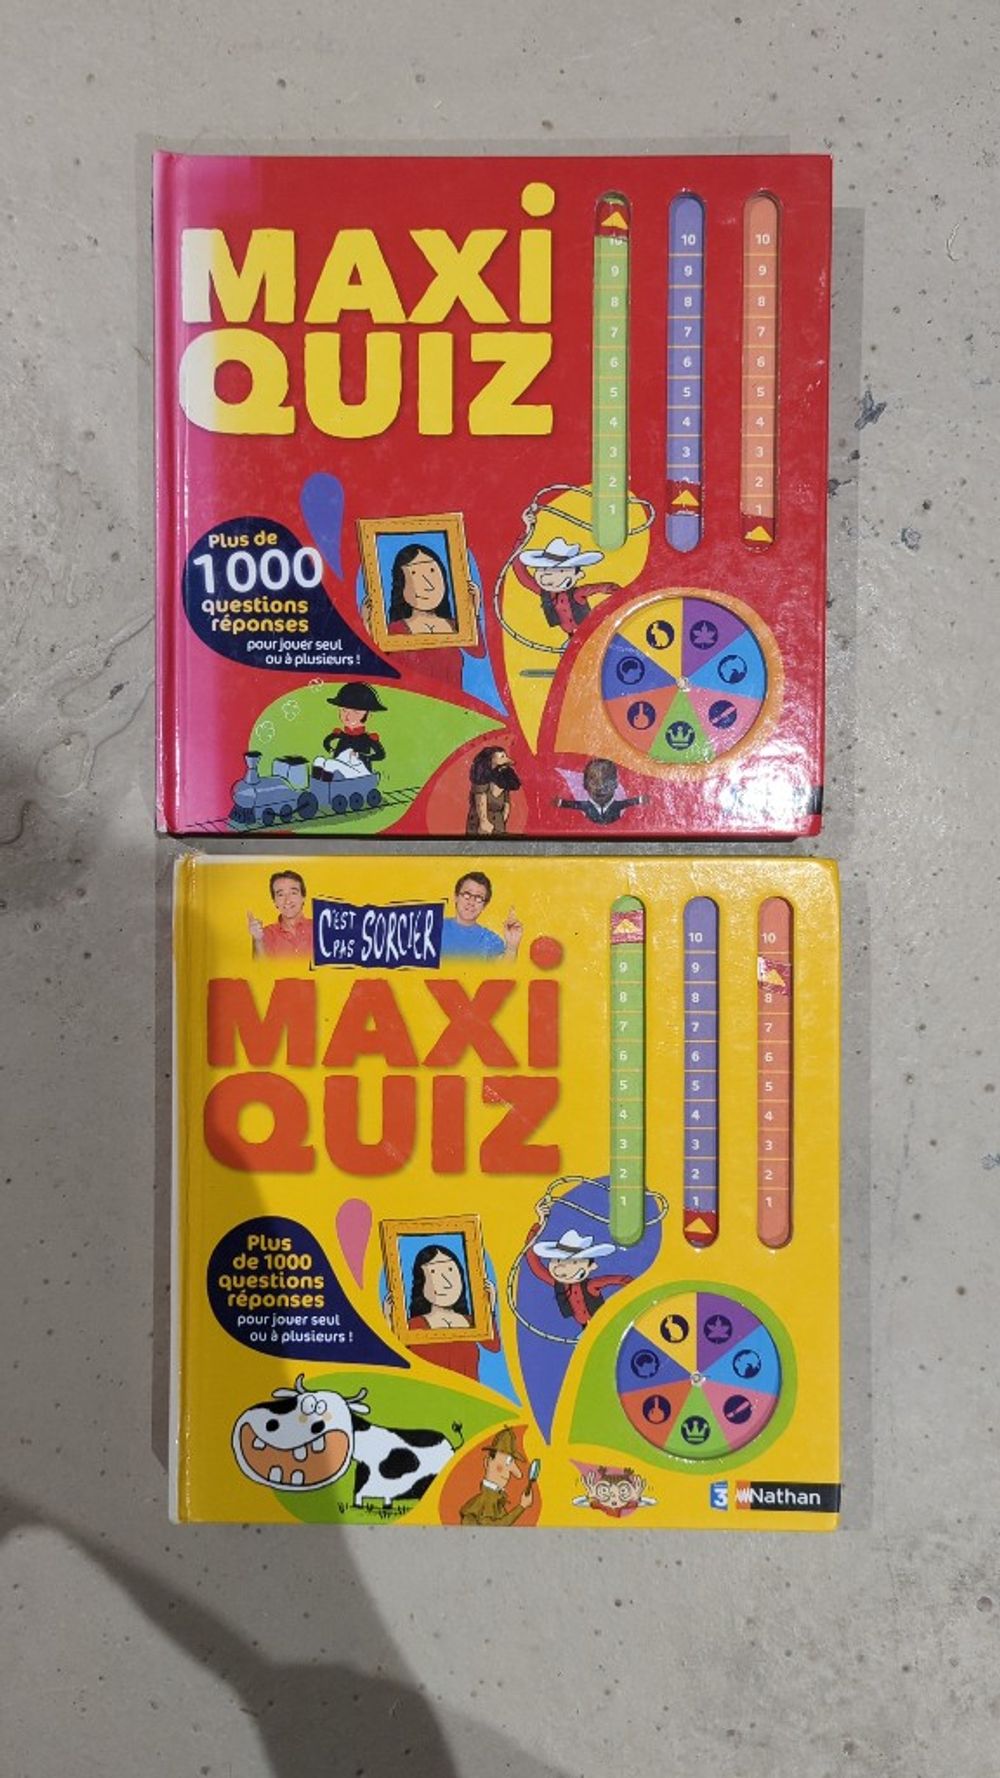 MAXi
QUIZ
10 10 10
9 9 9
8 8 8
7 7 7
6 6 6
5 5 5
4 4 4
3 3 3
2 2
1 1
Plus de
1000
questions
réponses
pour jouer seul
ou à plusieurs !
C'EST
PAS SORCIER
MAXi
QUIZ
10 10
9 9
8 8 8
7 7 7
6 6 6
5 5 5
4 4 4
3 3 3
2 2 2
1 1 1
Plus
de 1000
questions
réponses
pour jouer seul
ou à plusieurs !
3 Nathan